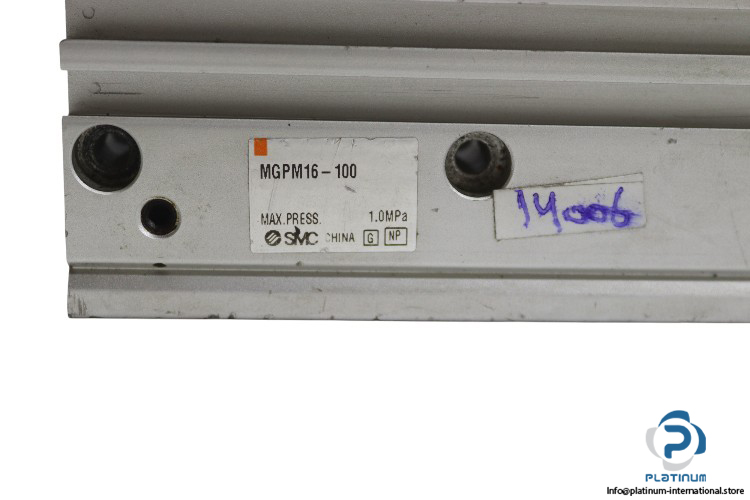 MGPM16-100
MAX.PRESS. 1.0MPa
SMC CHINA G NP
14006
PLATINUM
Info@platinum-international.store